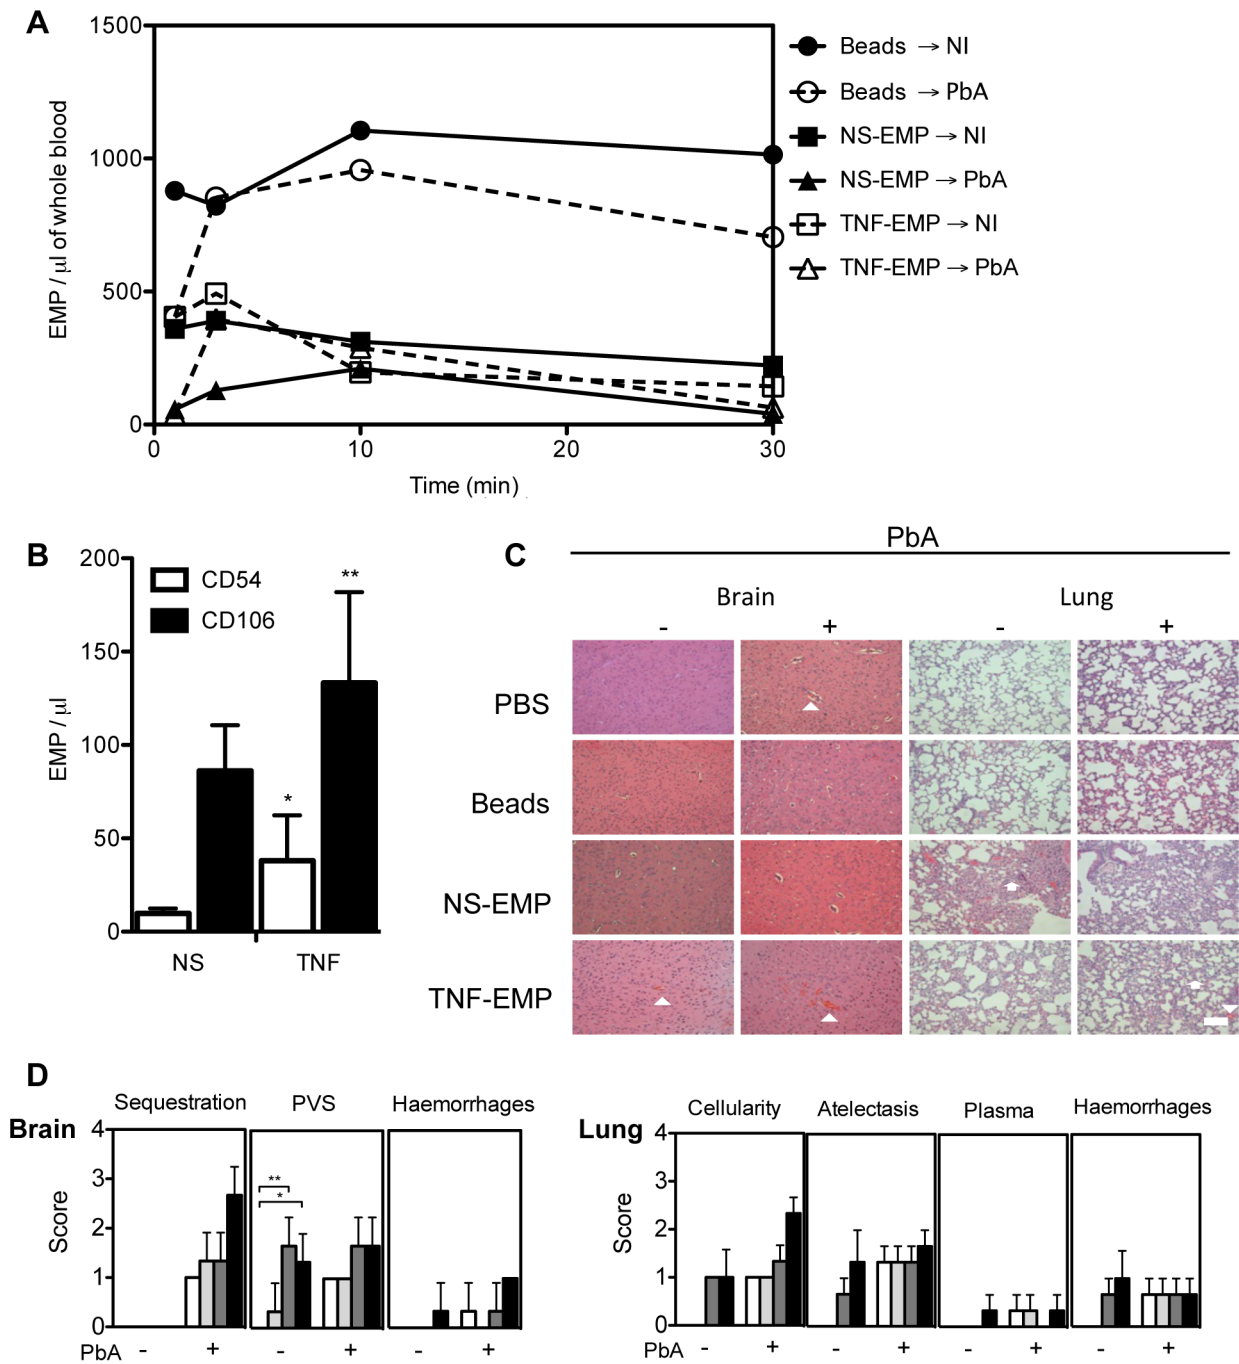 A
1500
1000
500
0
EMP / µl of whole blood
0
10
20
30
Time (min)
Beads → NI
Beads → PbA
NS-EMP → NI
NS-EMP → PbA
TNF-EMP → NI
TNF-EMP → PbA
B
200
150
100
50
0
EMP / µl
CD54
CD106
*
**
NS
TNF
C
PbA
Brain
Lung
- + - +
PBS
Beads
NS-EMP
TNF-EMP
D
Brain
Sequestration
PVS
Haemorrhages
4
3
2
1
0
Score
**
*
PbA - + - + - +
Lung
Cellularity
Atelectasis
Plasma
Haemorrhages
4
3
2
1
0
Score
PbA - + - + - + - +